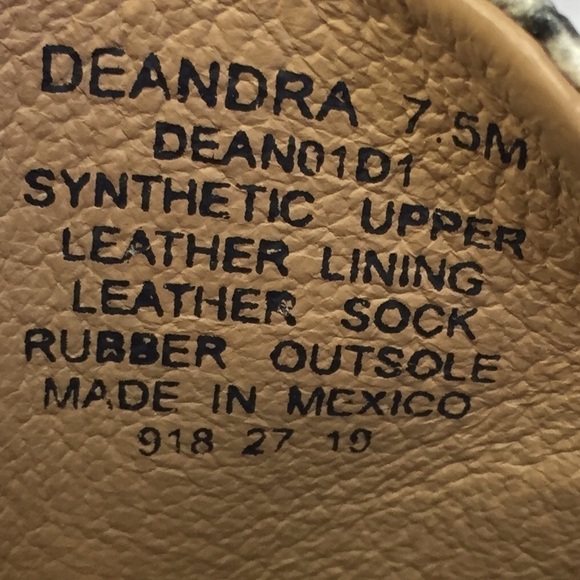 DEANDRA 7.5M
DEAN01D1
SYNTHETIC UPPER
LEATHER LINING
LEATHER SOCK
RUBBER OUTSOLE
MADE IN MEXICO
918 27 19